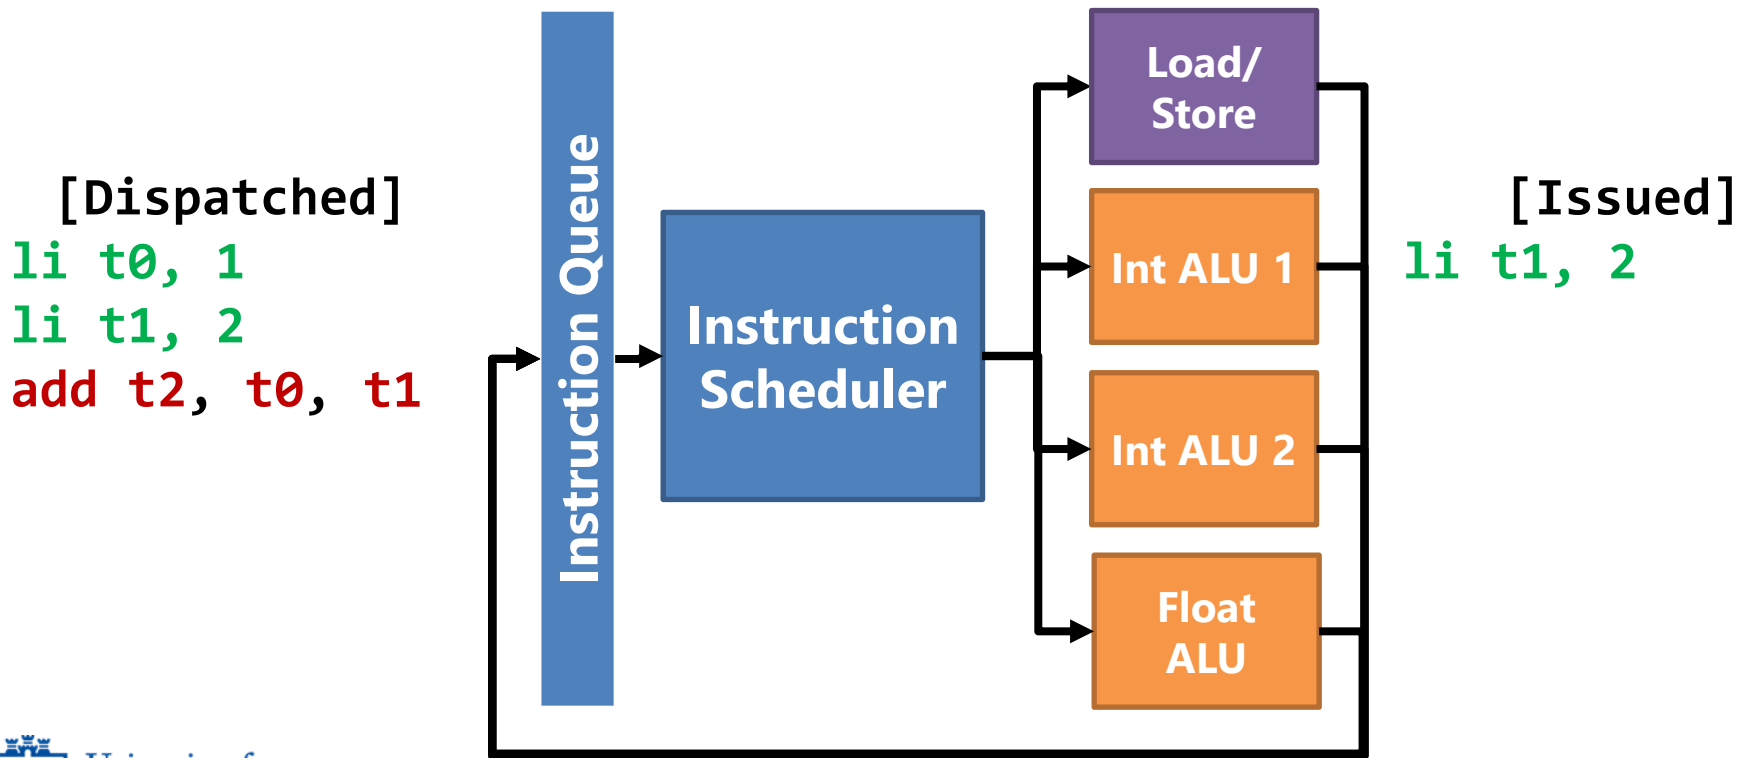 [Dispatched]
li t0, 1
li t1, 2
add t2, t0, t1
Instruction Queue
Instruction
Scheduler
Load/
Store
Int ALU 1
Int ALU 2
Float
ALU
[Issued]
li t1, 2